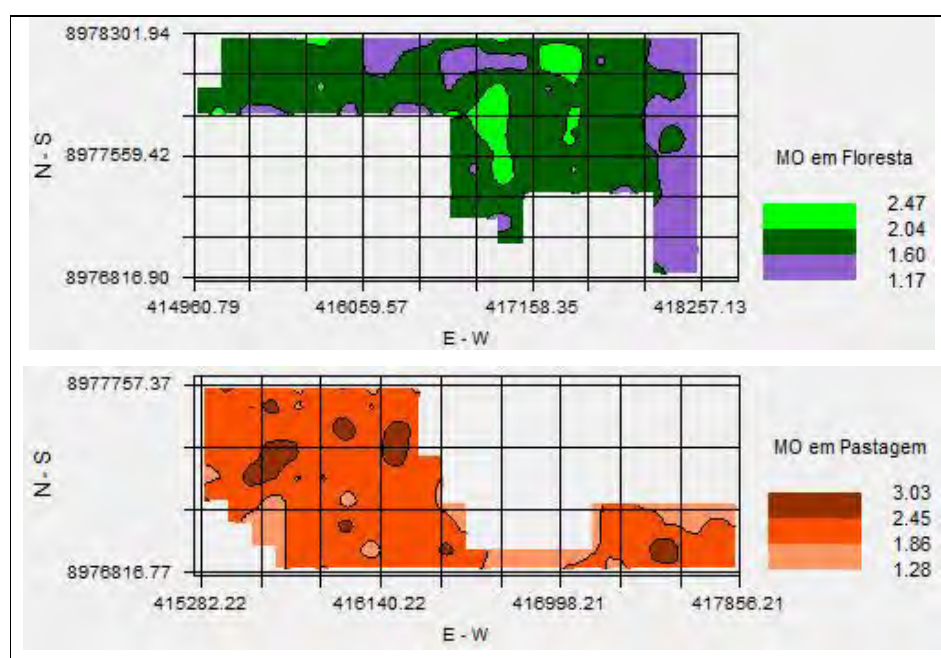 8978301.94
8977559.42
8976816.90
N - S
414960.79 416059.57 417158.35 418257.13
E - W
MO em Floresta
2.47
2.04
1.60
1.17
8977757.37
8976816.77
N - S
415282.22 416140.22 416998.21 417856.21
E - W
MO em Pastagem
3.03
2.45
1.86
1.28